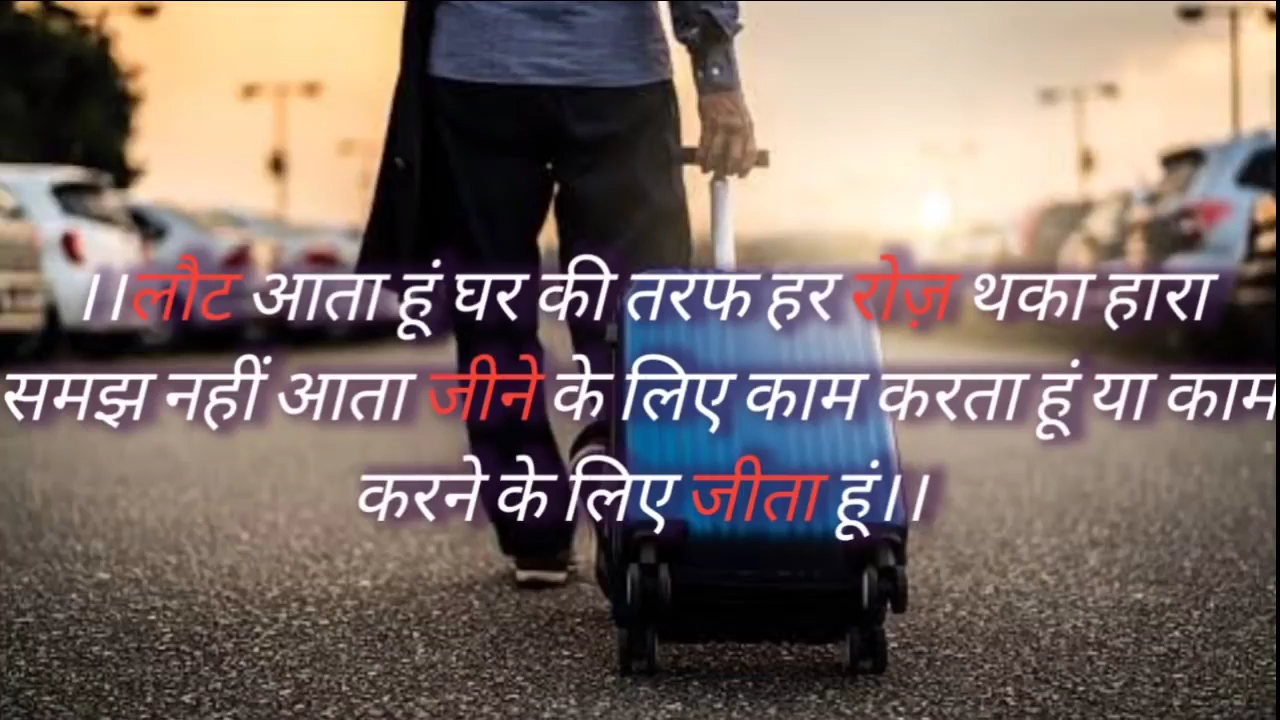 ।।लौट आता हूं घर की तरफ हर रोज़ थका हारा
समझ नहीं आता जीने के लिए काम करता हूं या काम
करने के लिए जीता हूं।।